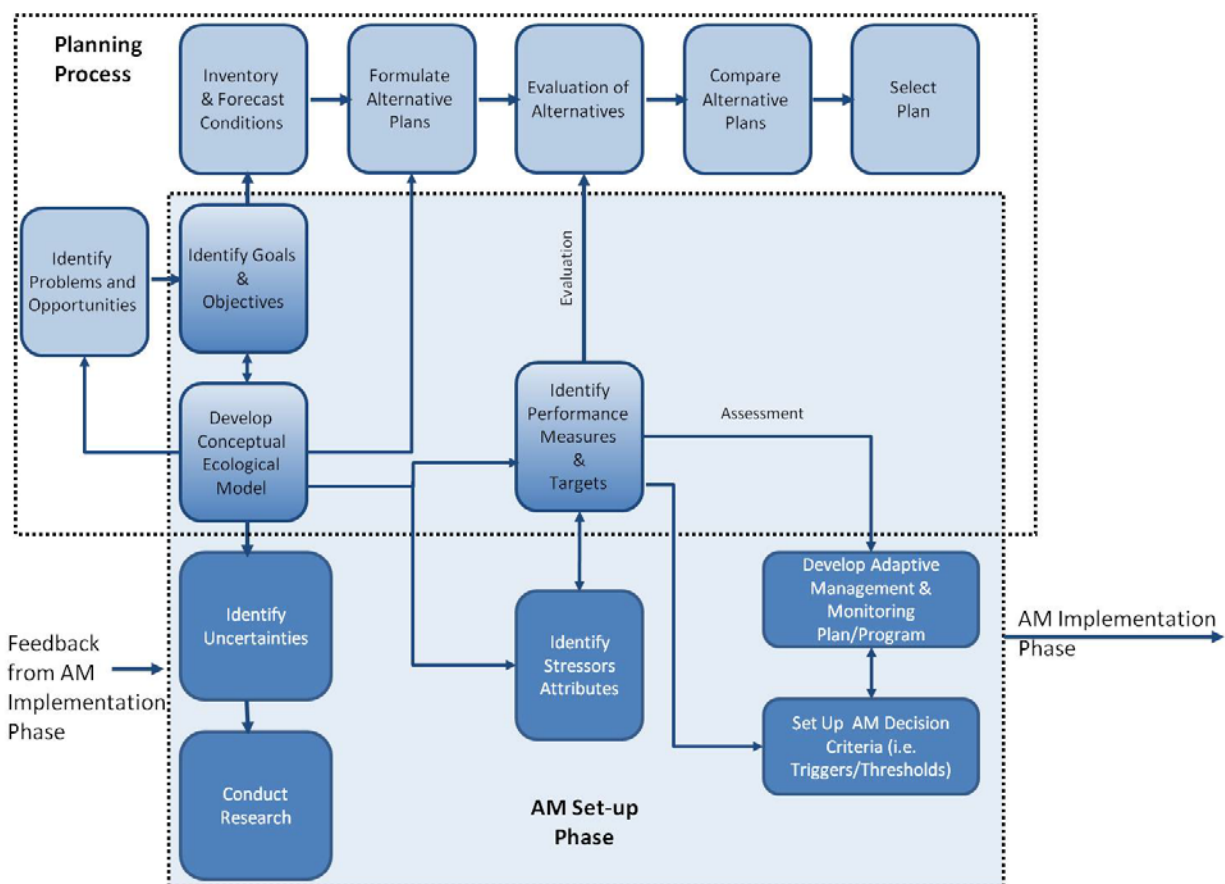 Planning
Process
Inventory
& Forecast
Conditions
Formulate
Alternative
Plans
Evaluation of
Alternatives
Compare
Alternative
Plans
Select
Plan
Identify
Problems and
Opportunities
Identify Goals
&
Objectives
Evaluation
Develop
Conceptual
Ecological
Model
Identify
Performance
Measures
&
Targets
Assessment
Feedback
from AM
Implementation
Phase
Identify
Uncertainties
Identify
Stressors
Attributes
Develop Adaptive
Management &
Monitoring
Plan/Program
AM Implementation
Phase
Conduct
Research
Set Up AM Decision
Criteria (i.e.
Triggers/Thresholds)
AM Set-up
Phase